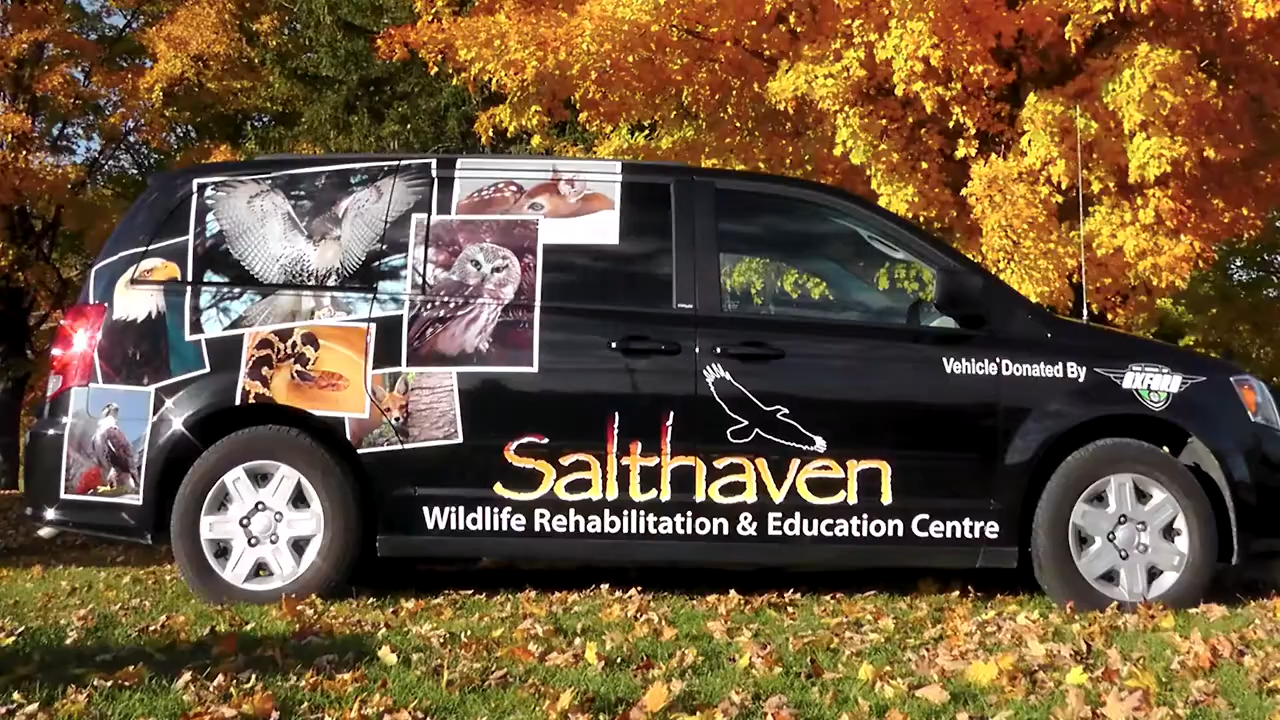 Vehicle Donated By
OXFORD
Salthaven
Wildlife Rehabilitation & Education Centre